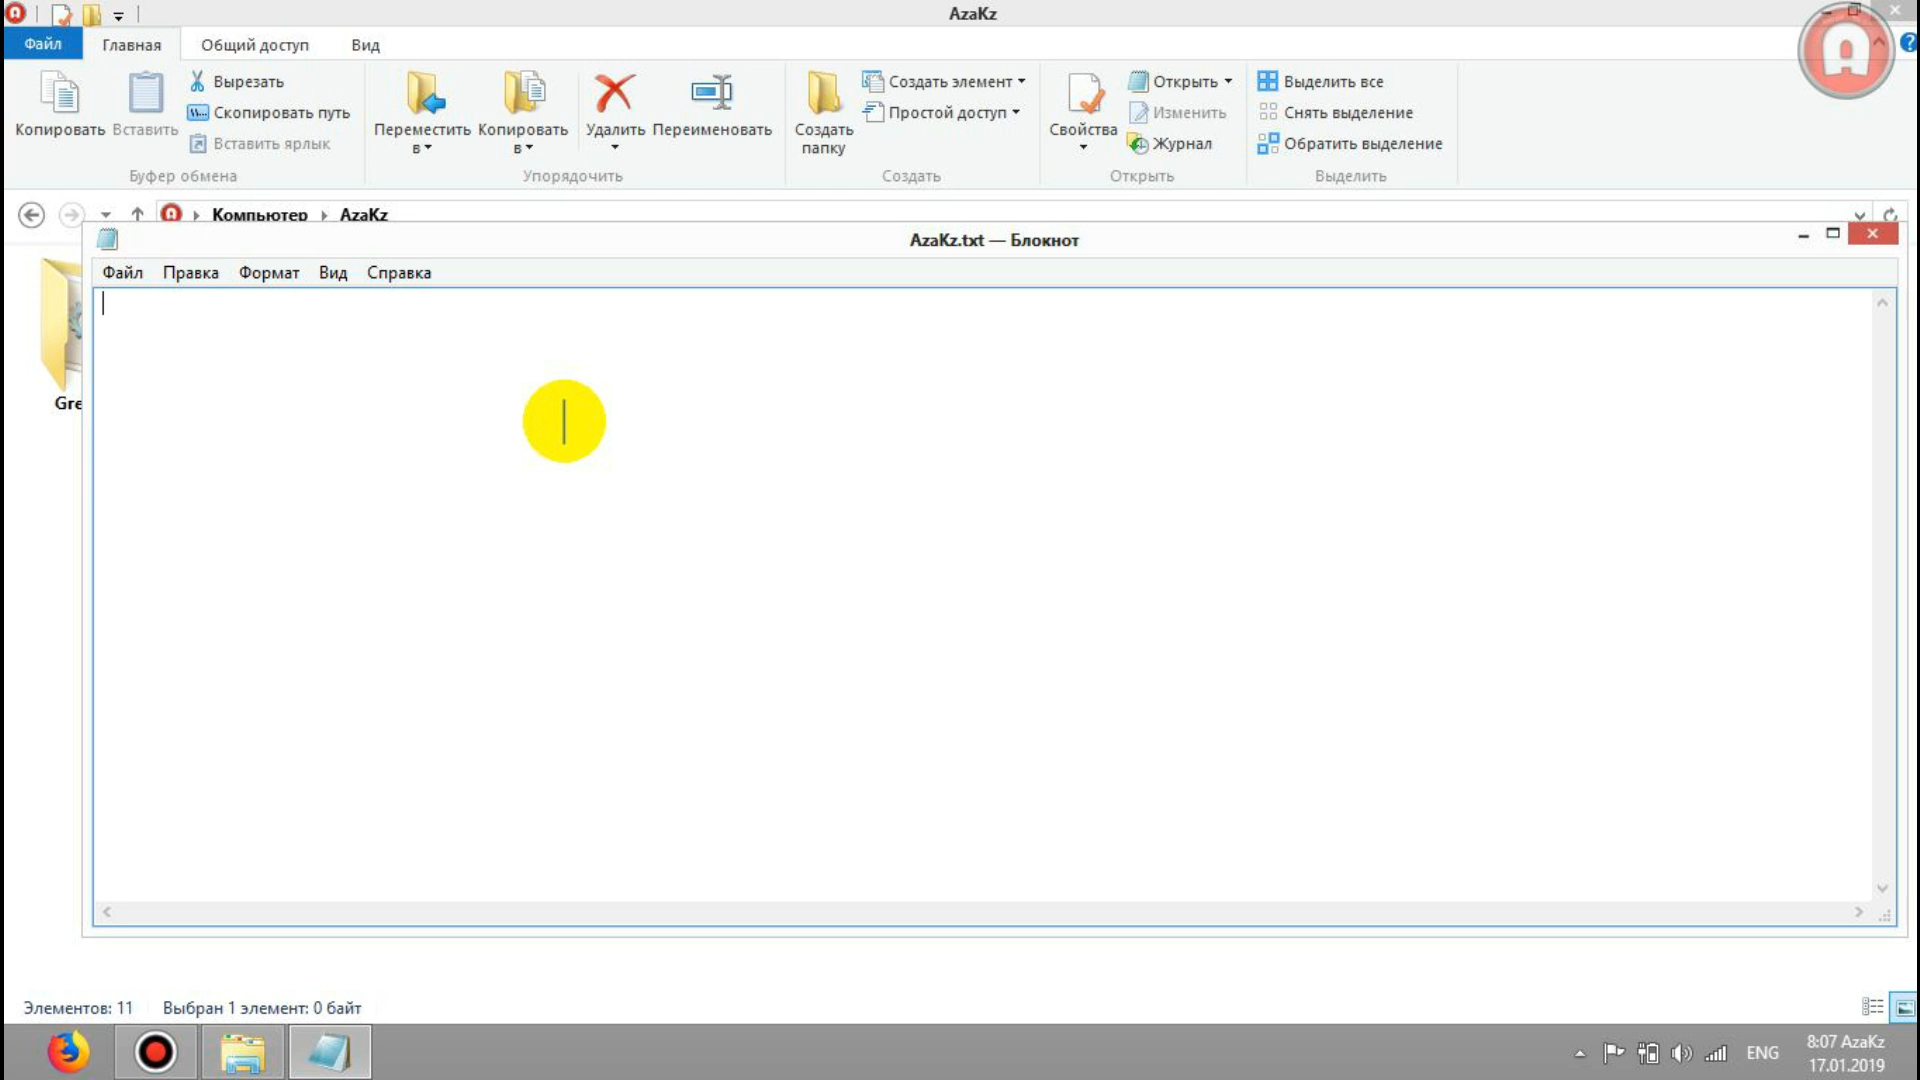 AzaKz
Файл Главная Общий доступ Вид
Копировать Вставить Вырезать Скопировать путь Вставить ярлык
Переместить в Копировать в Удалить Переименовать
Создать папку Создать элемент Простой доступ
Свойства Открыть Изменить Журнал
Выделить все Снять выделение Обратить выделение
Буфер обмена Упорядочить Создать Открыть Выделить
Компьютер AzaKz
AzaKz.txt — Блокнот
Файл Правка Формат Вид Справка
Gre
Элементов: 11 Выбран 1 элемент: 0 байт
ENG 8:07 AzaKz
17.01.2019